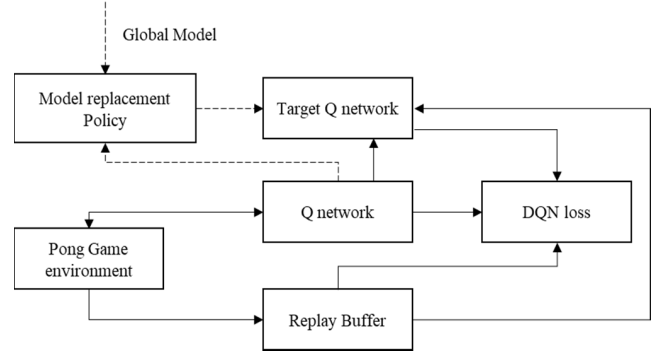 Global Model
Model replacement
Policy
Target Q network
Q network
DQN loss
Pong Game
environment
Replay Buffer